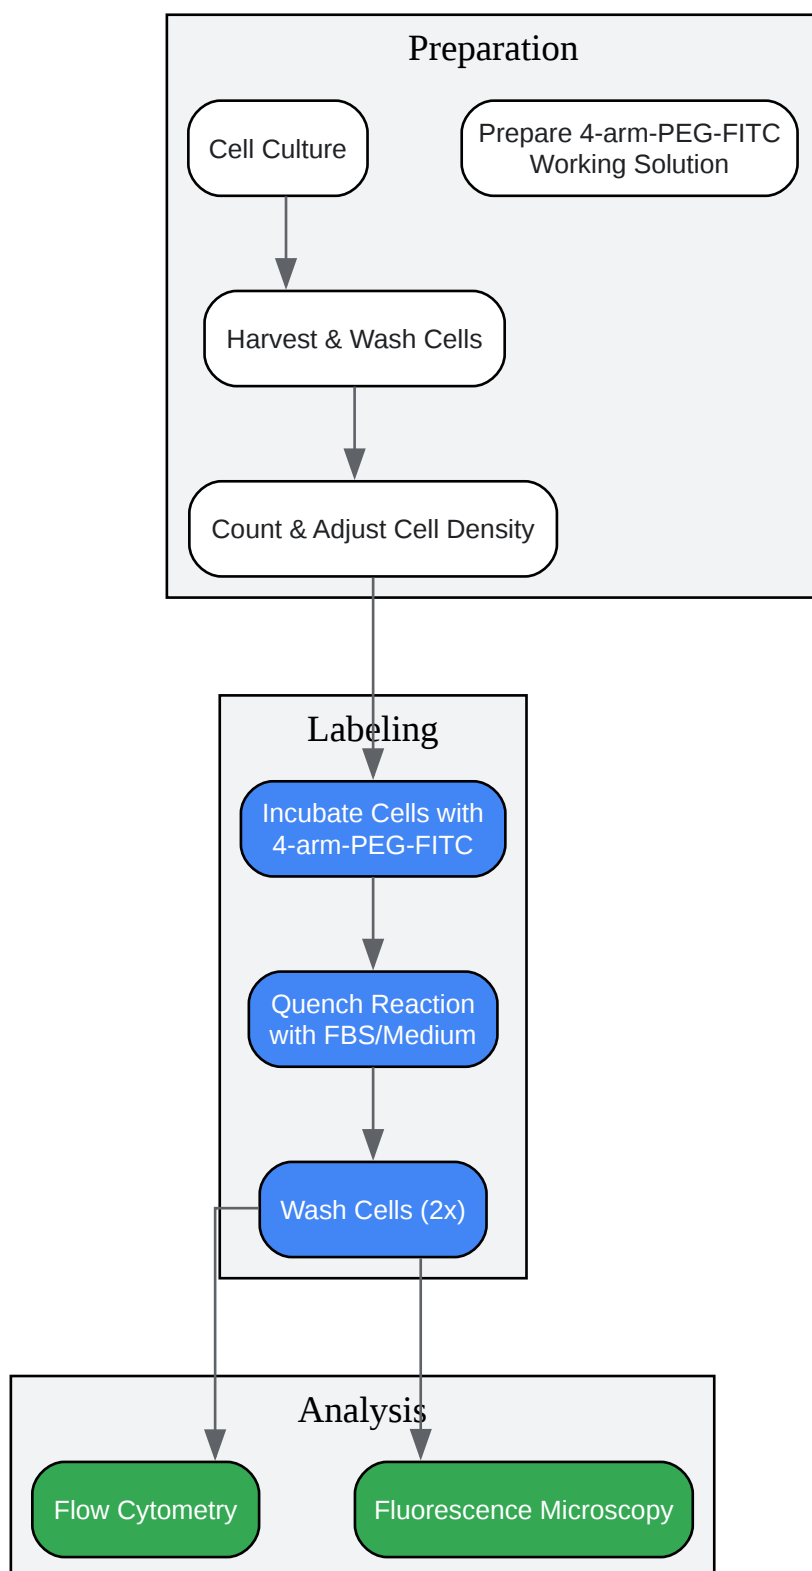 Preparation
Cell Culture
Prepare 4-arm-PEG-FITC
Working Solution
Harvest & Wash Cells
Count & Adjust Cell Density
Labeling
Incubate Cells with
4-arm-PEG-FITC
Quench Reaction
with FBS/Medium
Wash Cells (2x)
Analysis
Flow Cytometry
Fluorescence Microscopy